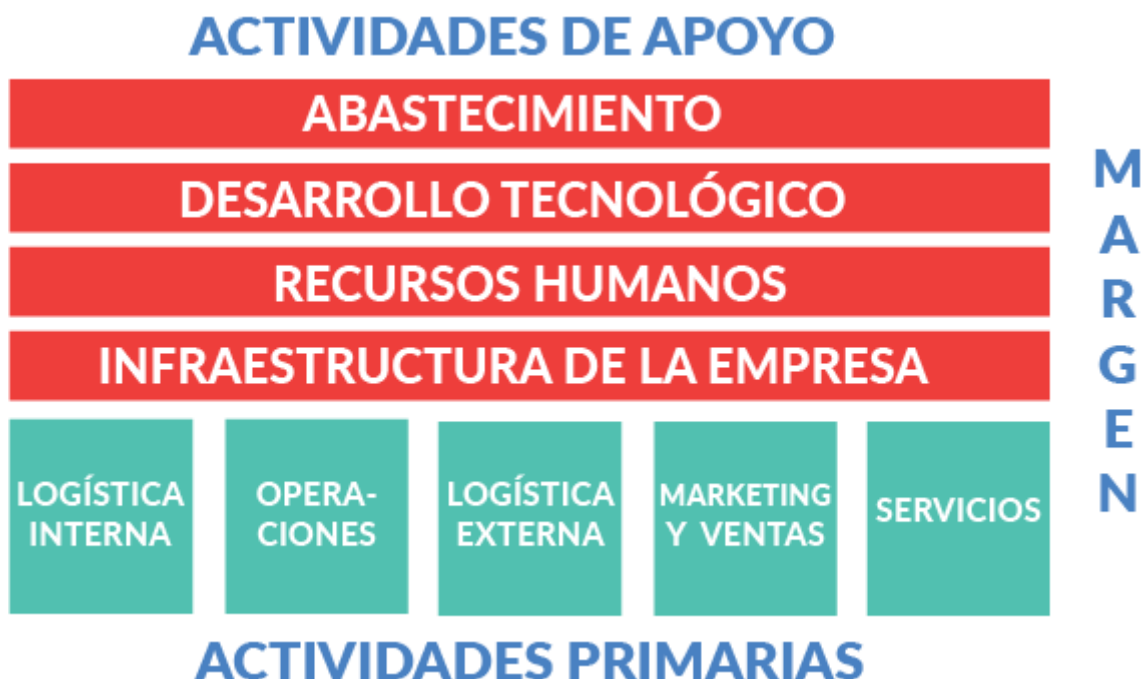 ACTIVIDADES DE APOYO
ABASTECIMIENTO
DESARROLLO TECNOLÓGICO
RECURSOS HUMANOS
INFRAESTRUCTURA DE LA EMPRESA
LOGÍSTICA
INTERNA
OPERA-
CIONES
LOGÍSTICA
EXTERNA
MARKETING
Y VENTAS
SERVICIOS
ACTIVIDADES PRIMARIAS
MARGEN